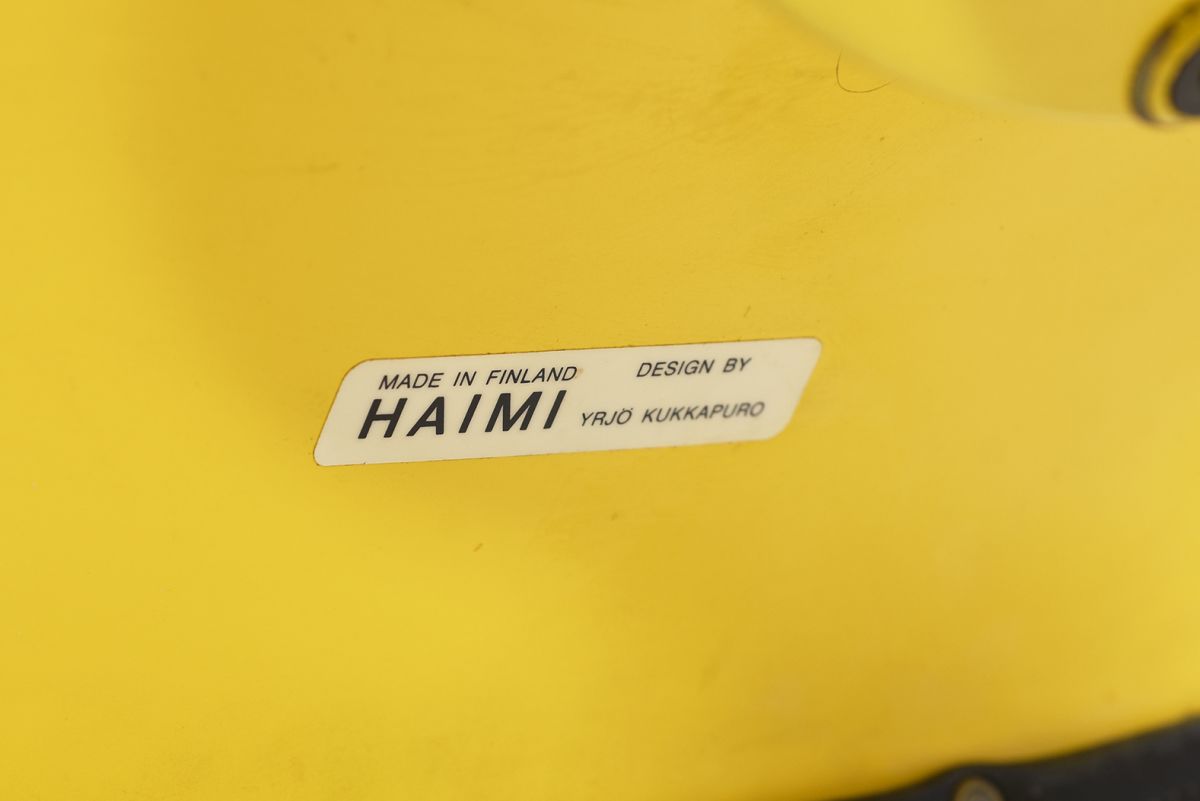 MADE IN FINLAND
HAIMI
DESIGN BY
YRJÖ KUKKAPURO